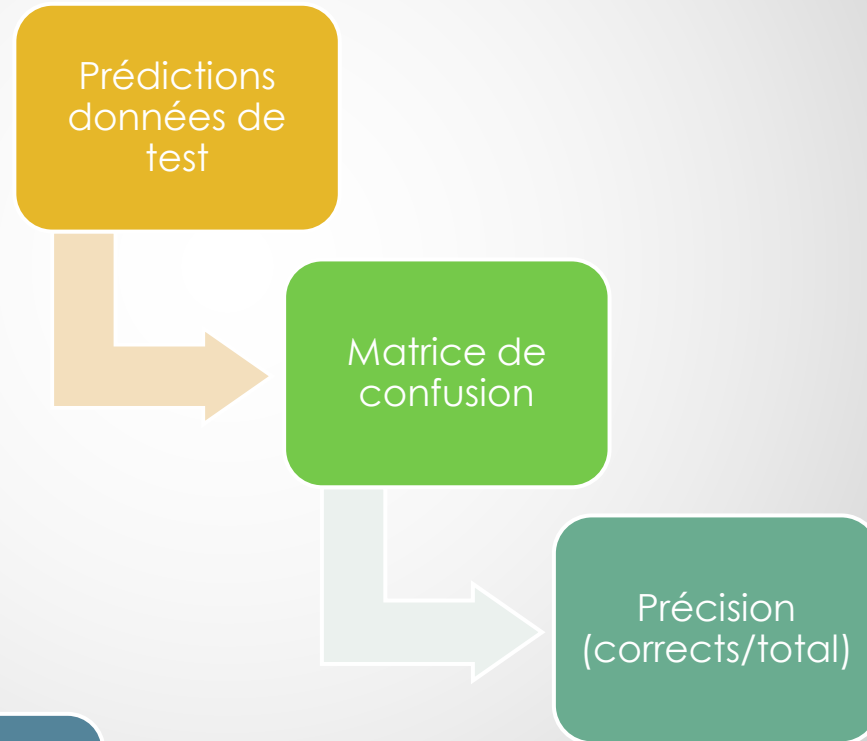 Prédictions
données de
test
Matrice de
confusion
Précision
(corrects/total)